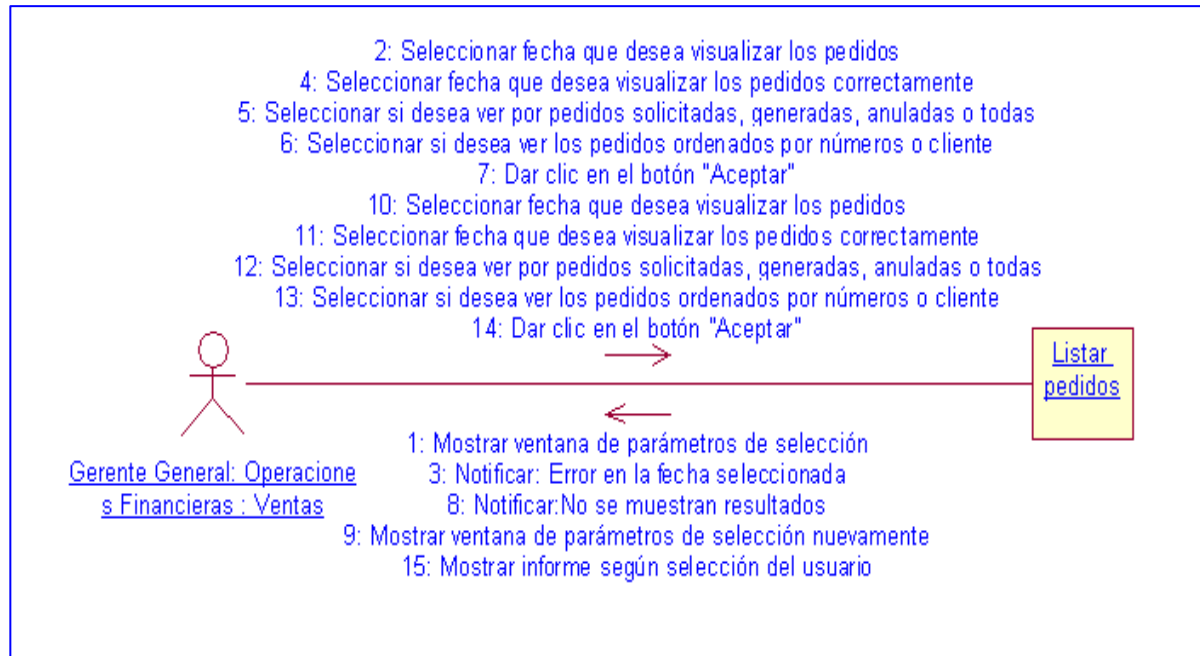 2: Seleccionar fecha que desea visualizar los pedidos
4: Seleccionar fecha que desea visualizar los pedidos correctamente
5: Seleccionar si desea ver por pedidos solicitadas, generadas, anuladas o todas
6: Seleccionar si desea ver los pedidos ordenados por números o cliente
7: Dar clic en el botón "Aceptar"
10: Seleccionar fecha que desea visualizar los pedidos
11: Seleccionar fecha que desea visualizar los pedidos correctamente
12: Seleccionar si desea ver por pedidos solicitadas, generadas, anuladas o todas
13: Seleccionar si desea ver los pedidos ordenados por números o cliente
14: Dar clic en el botón "Aceptar"
Listar
pedidos
1: Mostrar ventana de parámetros de selección
3: Notificar: Error en la fecha seleccionada
8: Notificar:No se muestran resultados
9: Mostrar ventana de parámetros de selección nuevamente
15: Mostrar informe según selección del usuario
Gerente General: Operacione
s Financieras : Ventas